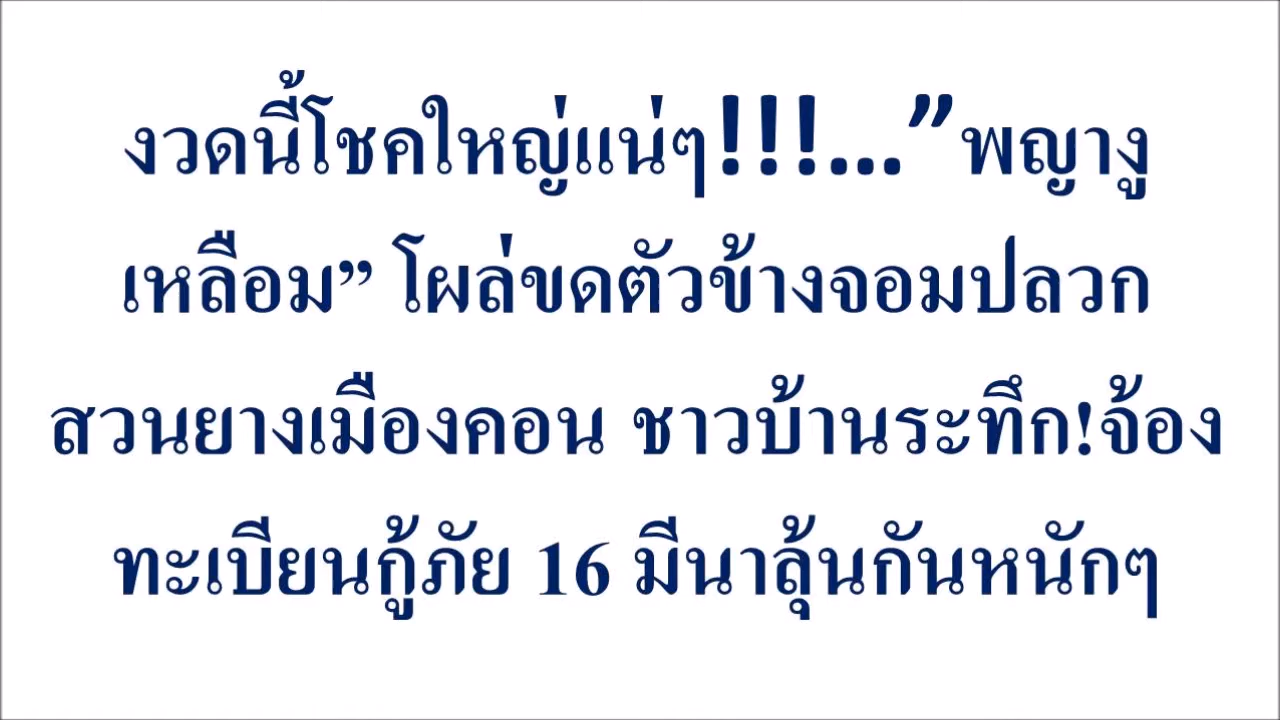 งวดนี้โชคใหญ่แน่ๆ!!!...”พญางู
เหลือม” โผล่ขดตัวข้างจอมปลวก
สวนยางเมืองคอน ชาวบ้านระทึก!จ้อง
ทะเบียนกู้ภัย 16 มีนาลุ้นกันหนักๆ